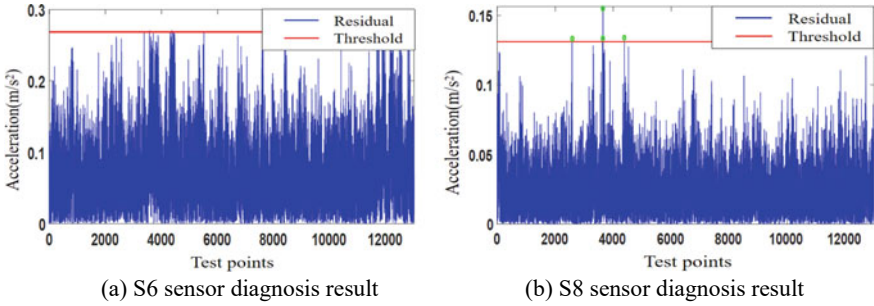 0.3
0.2
0.1
0
Acceleration(m/s²)
Residual
Threshold
0 2000 4000 6000 8000 10000 12000
Test points
(a) S6 sensor diagnosis result
0.15
0.1
0.05
0
Acceleration(m/s²)
Residual
Threshold
0 2000 4000 6000 8000 10000 12000
Test points
(b) S8 sensor diagnosis result